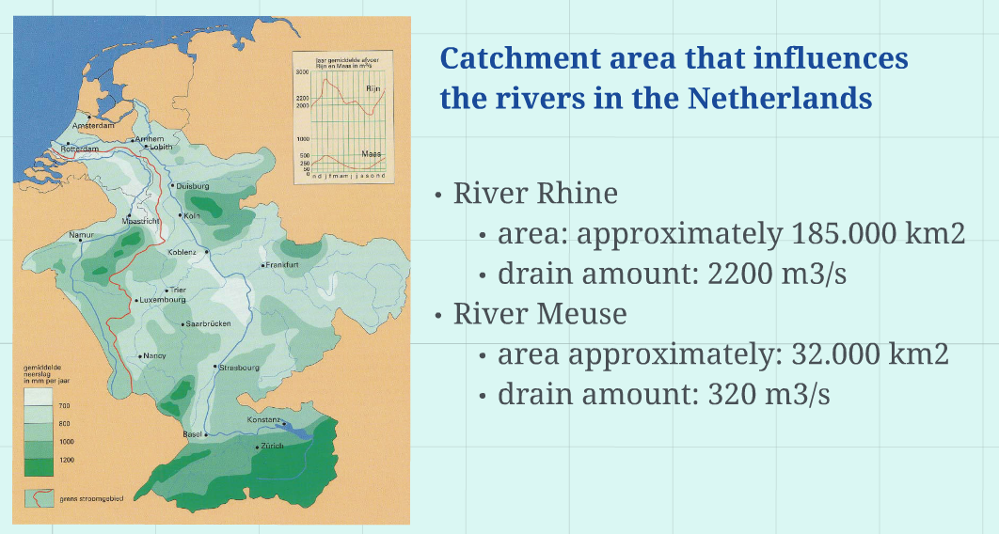 Catchment area that influences
the rivers in the Netherlands
• River Rhine
• area: approximately 185.000 km2
• drain amount: 2200 m3/s
• River Meuse
• area approximately: 32.000 km2
• drain amount: 320 m3/s
jaar gemiddelde afvoer
Rijn en Maas in m³/s
3000
Rijn
2200
2000
1000
Maas
500
250
50
0
n d j f m a m j j a s o n d
Amsterdam
Rotterdam
Arnhem
Lobith
Duisburg
Koln
Maastricht
Namur
Koblenz
Frankfurt
Trier
Luxembourg
Saarbrücken
Nancy
Strasbourg
Konstanz
Basel
Zürich
gemiddelde
neerslag
in mm per jaar
700
800
1000
1200
grens stroomgebied